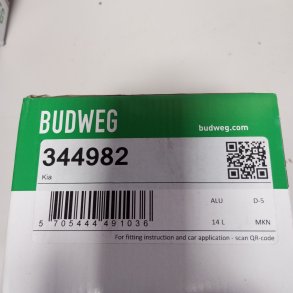 BUDWEG
budweg.com
344982
Kia
ALU D-5
5 705444 491036
14 L MKN
For fitting instruction and car application - scan QR-code